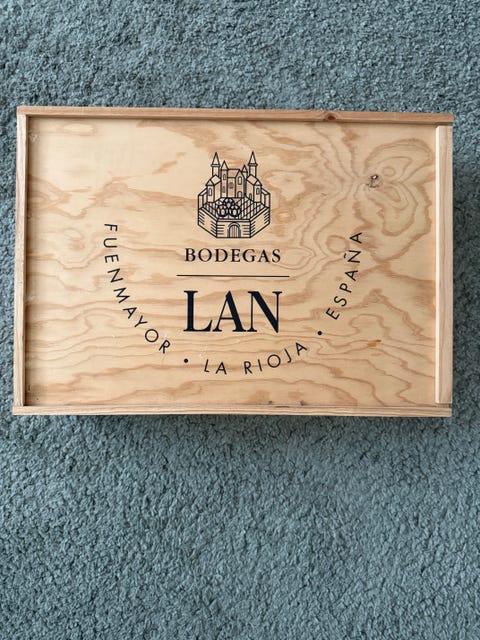 BODEGAS
LAN
FUENMAYOR • LA RIOJA • ESPAÑA